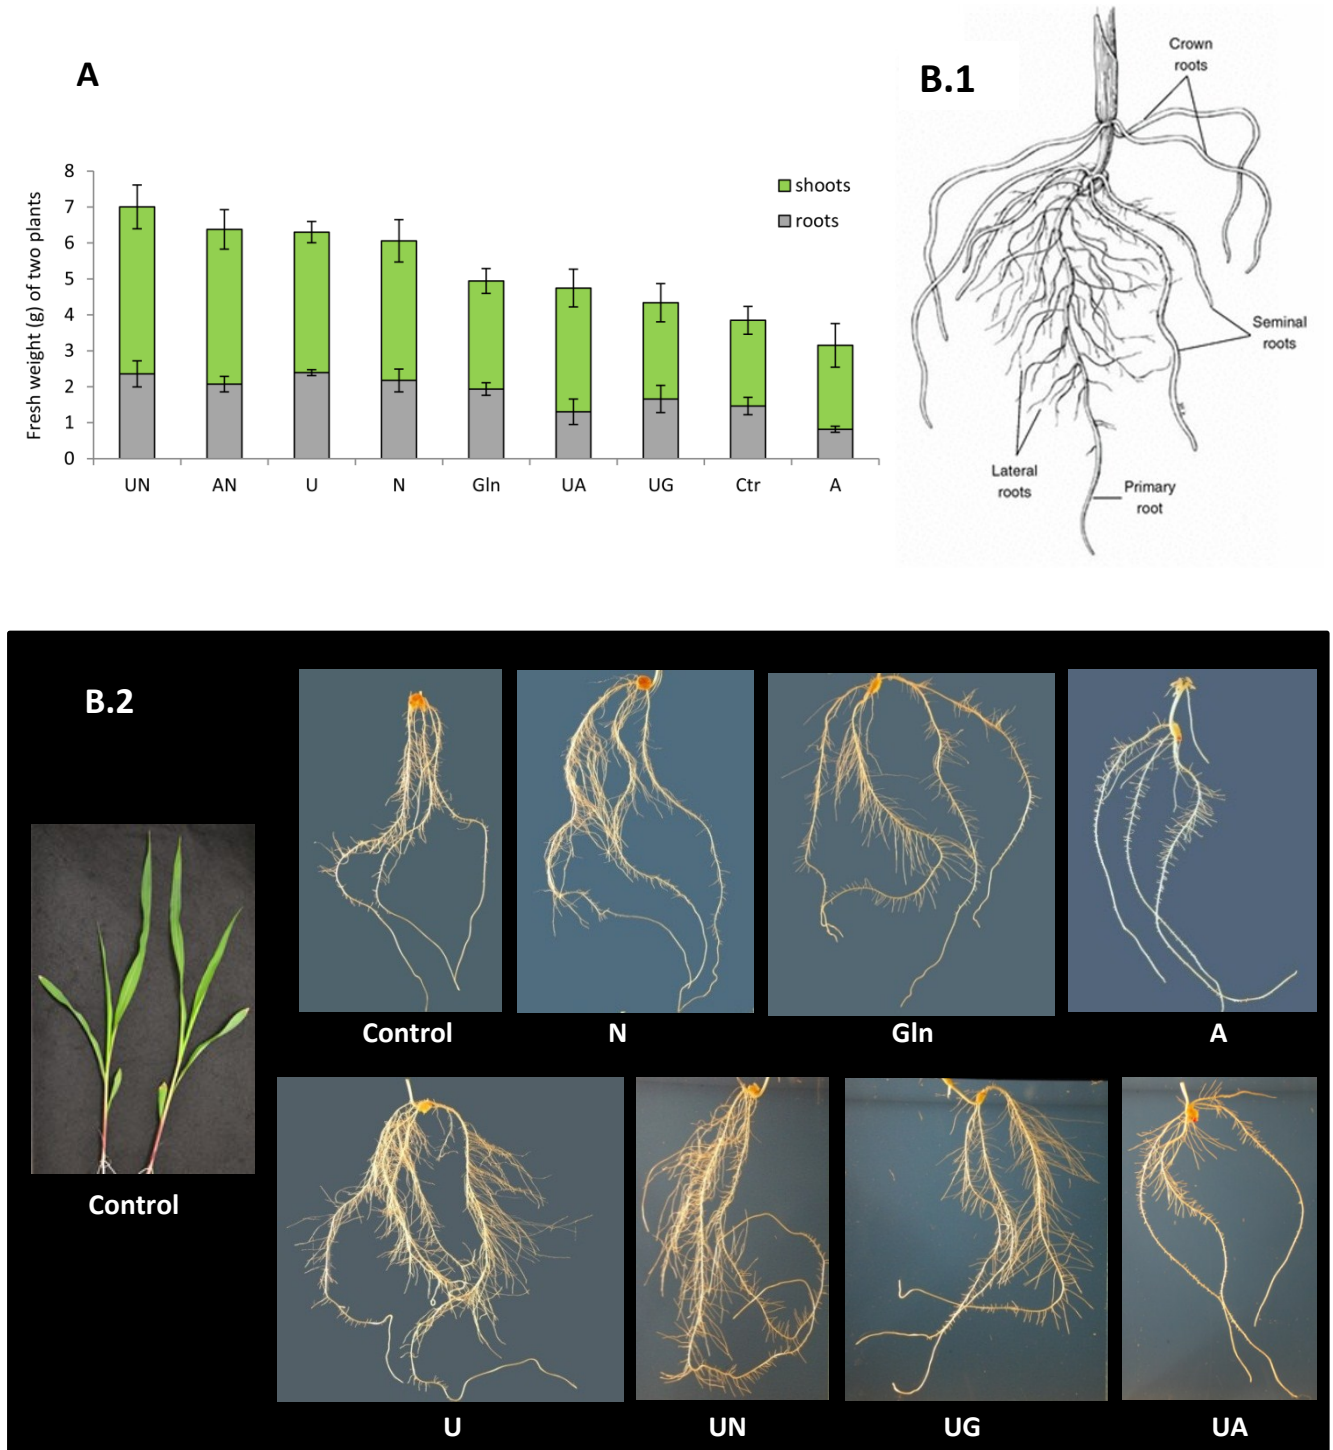 A
Fresh weight (g) of two plants
8
7
6
5
4
3
2
1
0
shoots
roots
UN AN U N Gln UA UG Ctr A
B.1
Crown
roots
Seminal
roots
Lateral
roots
Primary
root
B.2
Control
Control N Gln A
U UN UG UA